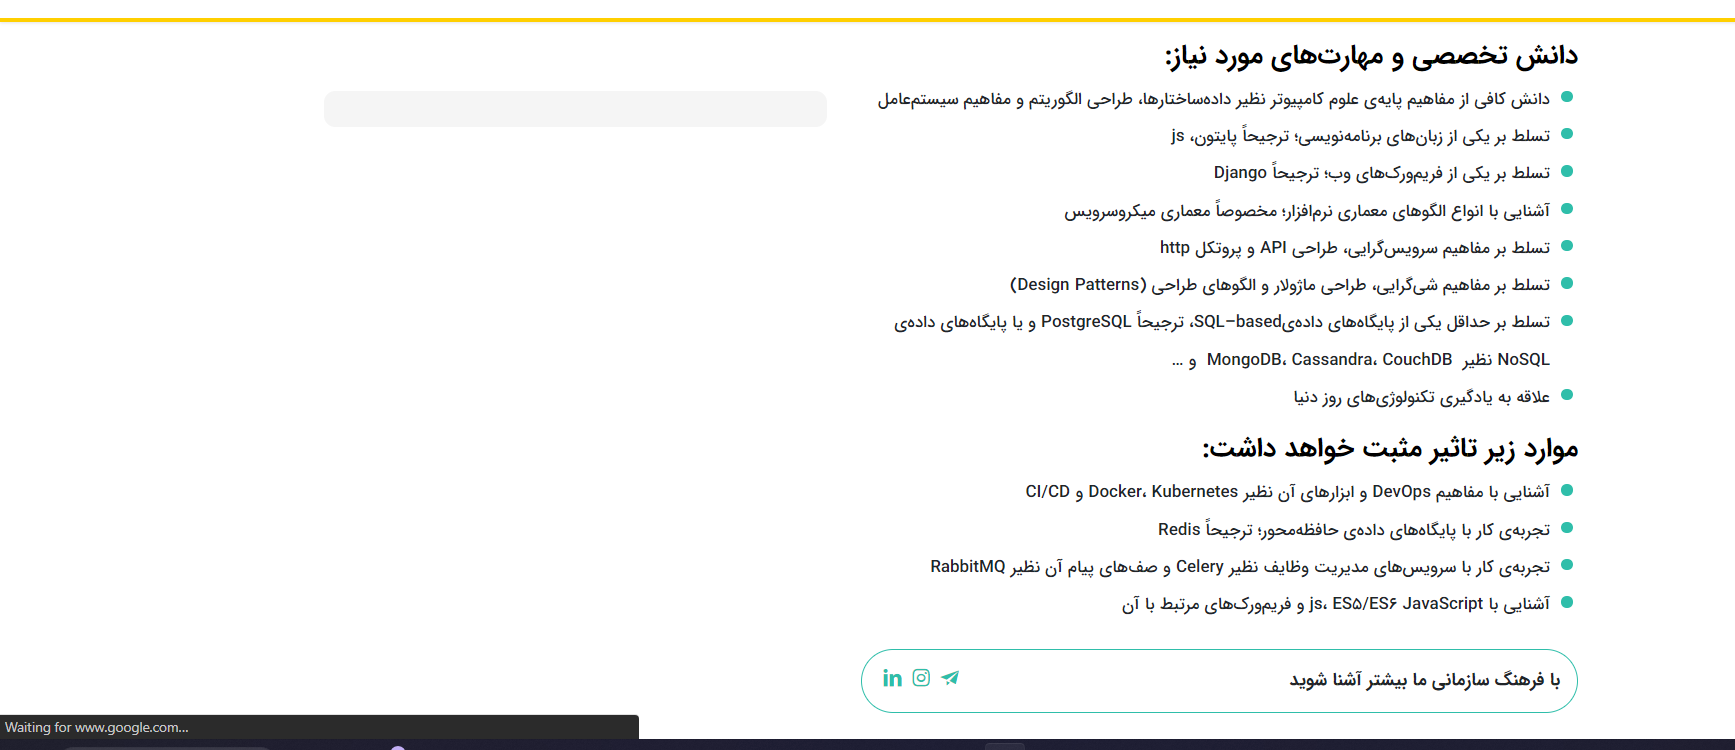 دانش تخصصی و مهارت‌های مورد نیاز:
دانش کافی از مفاهیم پایه‌ی علوم کامپیوتر نظیر داده‌ساختارها، طراحی الگوریتم و مفاهیم سیستم‌عامل
تسلط بر یکی از زبان‌های برنامه‌نویسی؛ ترجیحاً پایتون، js
تسلط بر یکی از فریم‌ورک‌های وب؛ ترجیحاً Django
آشنایی با انواع الگوهای معماری نرم‌افزار؛ مخصوصاً معماری میکروسرویس
تسلط بر مفاهیم سرویس‌گرایی، طراحی API و پروتکل http
تسلط بر مفاهیم شی‌گرایی، طراحی ماژولار و الگوهای طراحی (Design Patterns)
تسلط بر حداقل یکی از پایگاه‌های داده‌یSQL-based، ترجیحاً PostgreSQL و یا پایگاه‌های داده‌ی
NoSQL نظیر MongoDB، Cassandra، CouchDB و ...
علاقه به یادگیری تکنولوژی‌های روز دنیا
موارد زیر تاثیر مثبت خواهد داشت:
آشنایی با مفاهیم DevOps و ابزارهای آن نظیر Docker، Kubernetes و CI/CD
تجربه‌ی کار با پایگاه‌های داده‌ی حافظه‌محور؛ ترجیحاً Redis
تجربه‌ی کار با سرویس‌های مدیریت وظایف نظیر Celery و صف‌های پیام آن نظیر RabbitMQ
آشنایی با js، ES۵/ES۶ JavaScript و فریم‌ورک‌های مرتبط با آن
با فرهنگ سازمانی ما بیشتر آشنا شوید
in
Waiting for www.google.com...